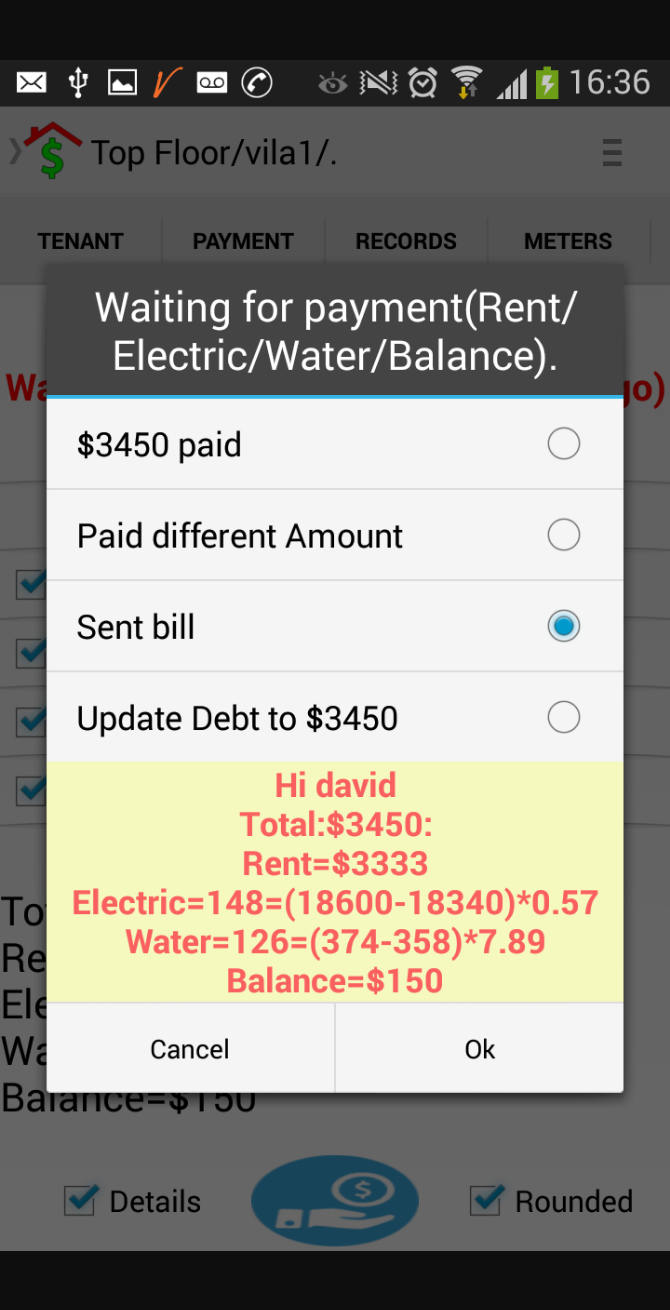 16:36
Top Floor/vila1/.
TENANT PAYMENT RECORDS METERS
Waiting for payment(Rent/
Electric/Water/Balance).
$3450 paid
Paid different Amount
Sent bill
Update Debt to $3450
Hi david
Total:$3450:
Rent=$3333
Electric=148=(18600-18340)*0.57
Water=126=(374-358)*7.89
Balance=$150
Cancel Ok
Balance=$150
Details Rounded